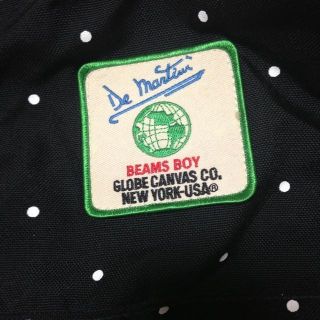 De Martini
BEAMS BOY
GLOBE CANVAS CO.
NEW YORK-USA®